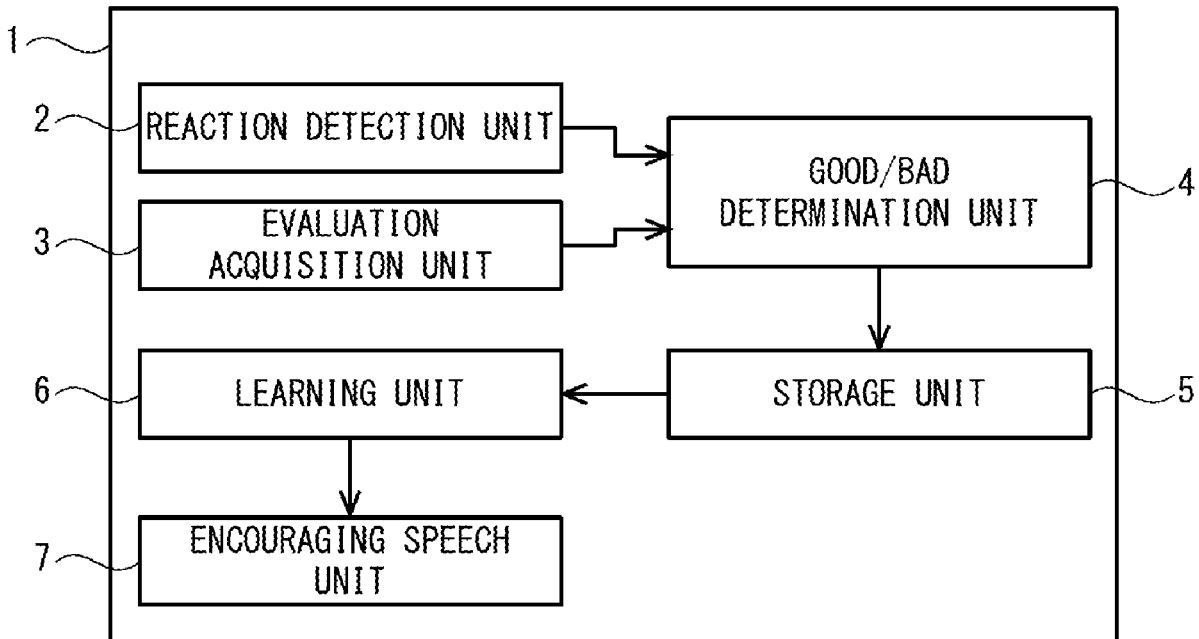 1
2
REACTION DETECTION UNIT
3
EVALUATION
ACQUISITION UNIT
GOOD/BAD
DETERMINATION UNIT
4
6
LEARNING UNIT
STORAGE UNIT
5
7
ENCOURAGING SPEECH
UNIT